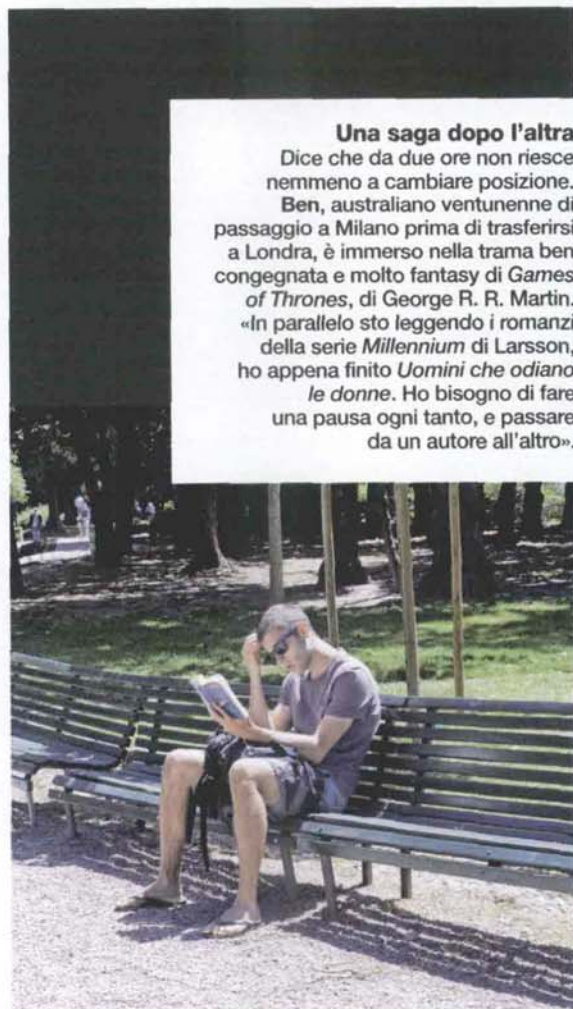 Una saga dopo l'altra
Dice che da due ore non riesce
nemmeno a cambiare posizione.
Ben, australiano ventunenne di
passaggio a Milano prima di trasferirsi
a Londra, è immerso nella trama ben
congegnata e molto fantasy di Games
of Thrones, di George R. R. Martin.
«In parallelo sto leggendo i romanzi
della serie Millennium di Larsson,
ho appena finito Uomini che odiano
le donne. Ho bisogno di fare
una pausa ogni tanto, e passare
da un autore all'altro».